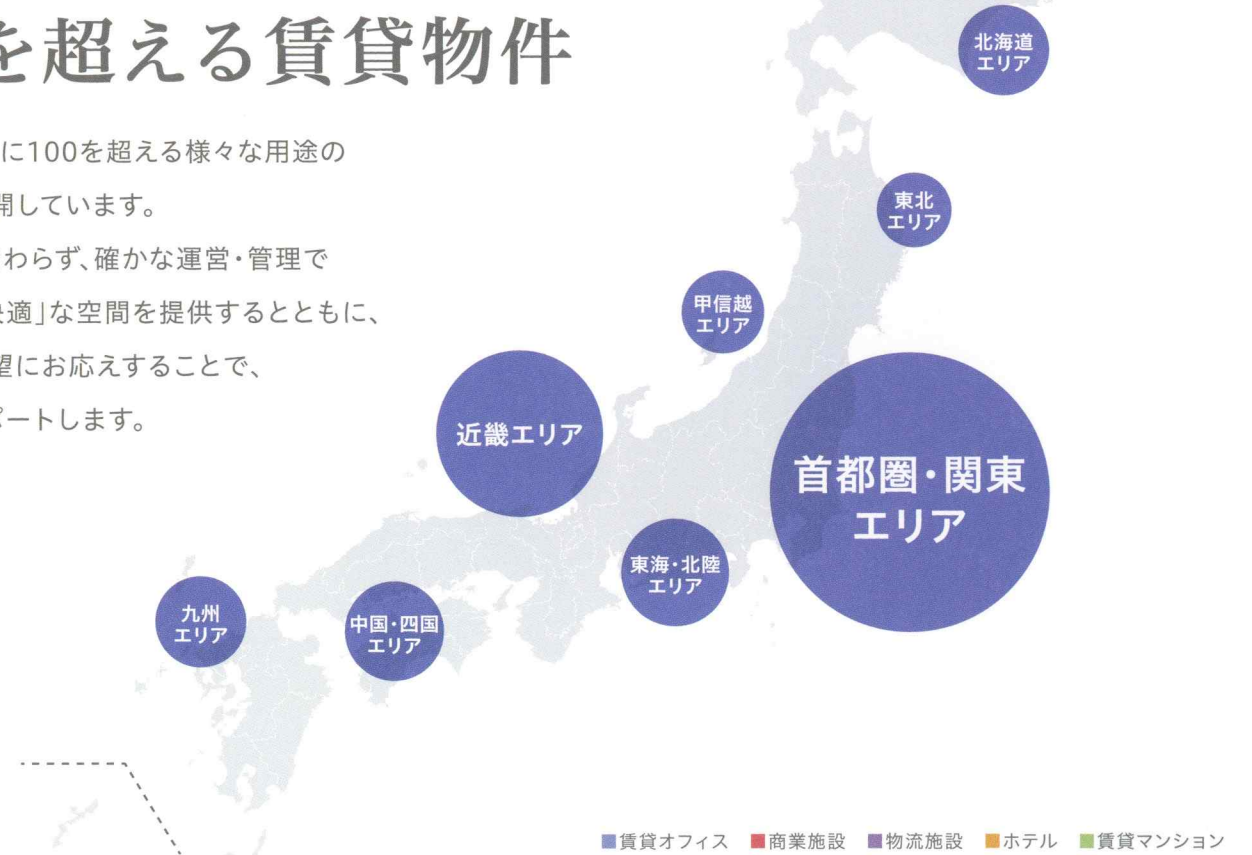 を超える賃貸物件
に100を超える様々な用途の
開しています。
わらず、確かな運営・管理で
適」な空間を提供するとともに、
望にお応えすることで、
ポートします。
北海道
エリア
東北
エリア
甲信越
エリア
近畿エリア
首都圏・関東
エリア
東海・北陸
エリア
中国・四国
エリア
九州
エリア
賃貸オフィス 商業施設 物流施設 ホテル 賃貸マンション